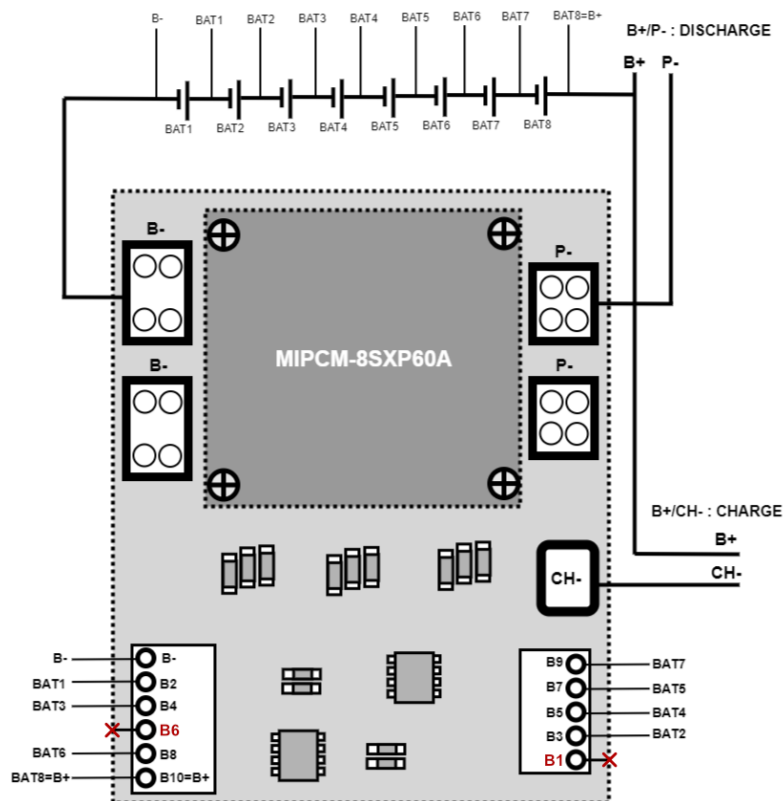 B- BAT1 BAT2 BAT3 BAT4 BAT5 BAT6 BAT7 BAT8=B+
B+/P- : DISCHARGE
B+ P-
BAT1 BAT2 BAT3 BAT4 BAT5 BAT6 BAT7 BAT8
B-
P-
MIPCM-8SXP60A
B-
P-
B+/CH- : CHARGE
B+
CH-
CH-
B- B-
BAT1 B2
BAT3 B4
B6
BAT6 B8
BAT8=B+ B10=B+
B9 BAT7
B7 BAT5
B5 BAT4
B3 BAT2
B1